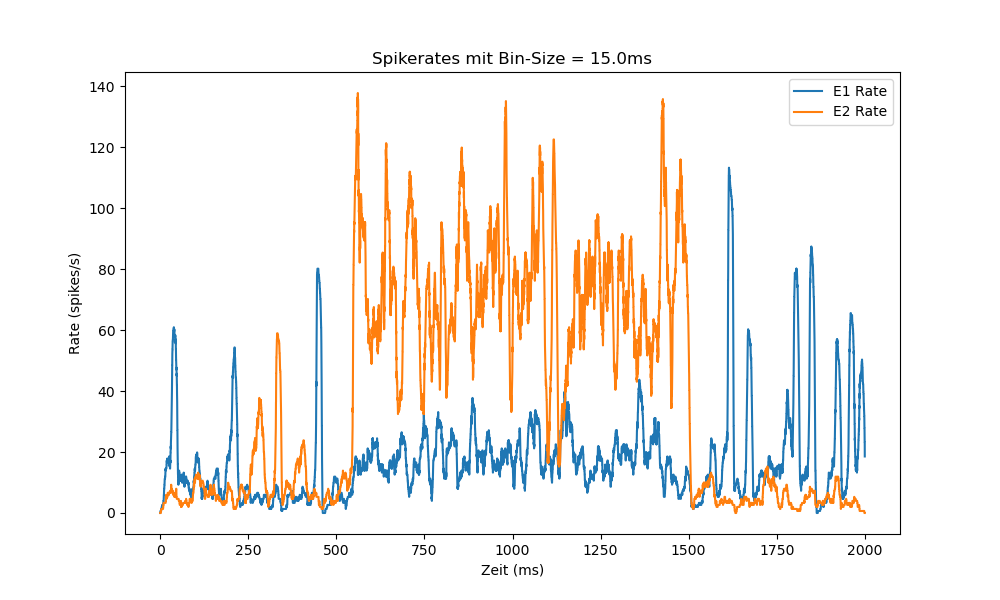 Spikerates mit Bin-Size = 15.0ms
E1 Rate
E2 Rate
140
120
100
80
60
40
20
0
Rate (spikes/s)
0 250 500 750 1000 1250 1500 1750 2000
Zeit (ms)